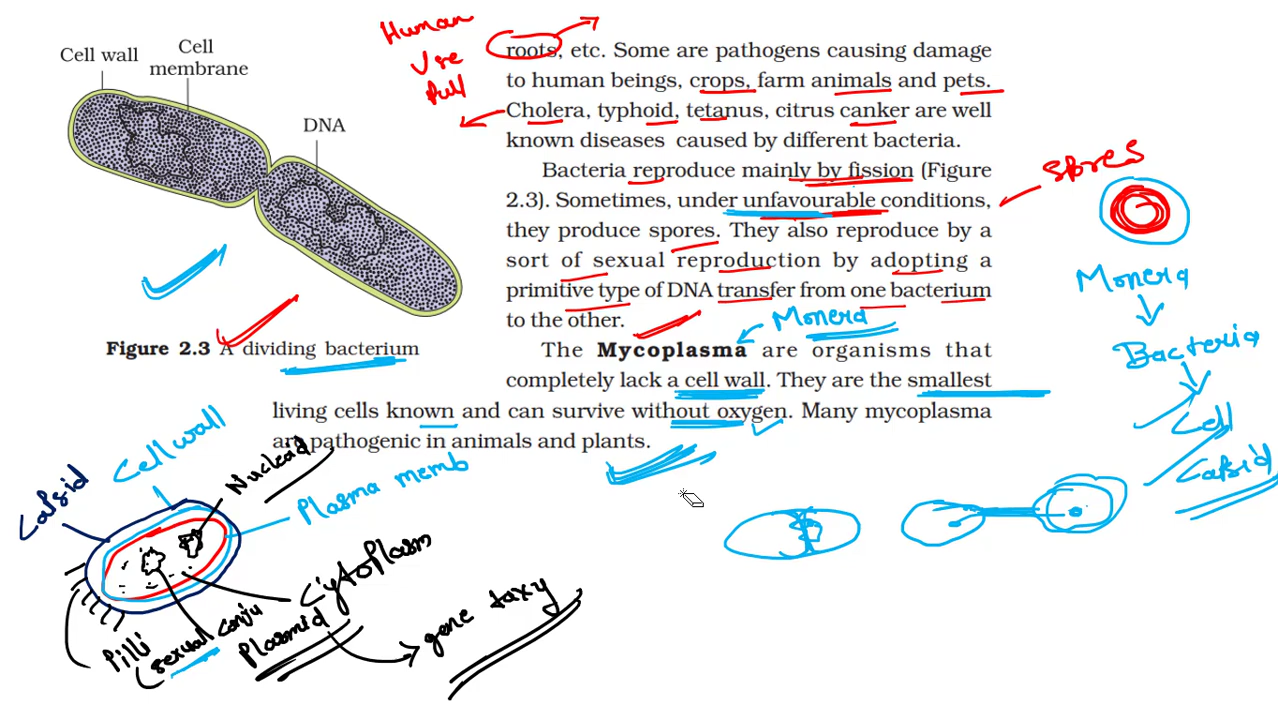 Cell wall
Cell
membrane
DNA
Figure 2.3 A dividing bacterium
Human
Use
full
roots, etc. Some are pathogens causing damage
to human beings, crops, farm animals and pets.
Cholera, typhoid, tetanus, citrus canker are well
known diseases caused by different bacteria.
Bacteria reproduce mainly by fission (Figure
2.3). Sometimes, under unfavourable conditions,
they produce spores. They also reproduce by a
sort of sexual reproduction by adopting a
primitive type of DNA transfer from one bacterium
to the other.
Monera
The Mycoplasma are organisms that
completely lack a cell wall. They are the smallest
living cells known and can survive without oxygen. Many mycoplasma
are pathogenic in animals and plants.
Spres
Monera
Bacteria
Cell
Capsid
Capsid
Cell wall
Nucleod
Plasma memb
Cytoplasm
Pilli
sexual conju
Plasmid
gene taxy